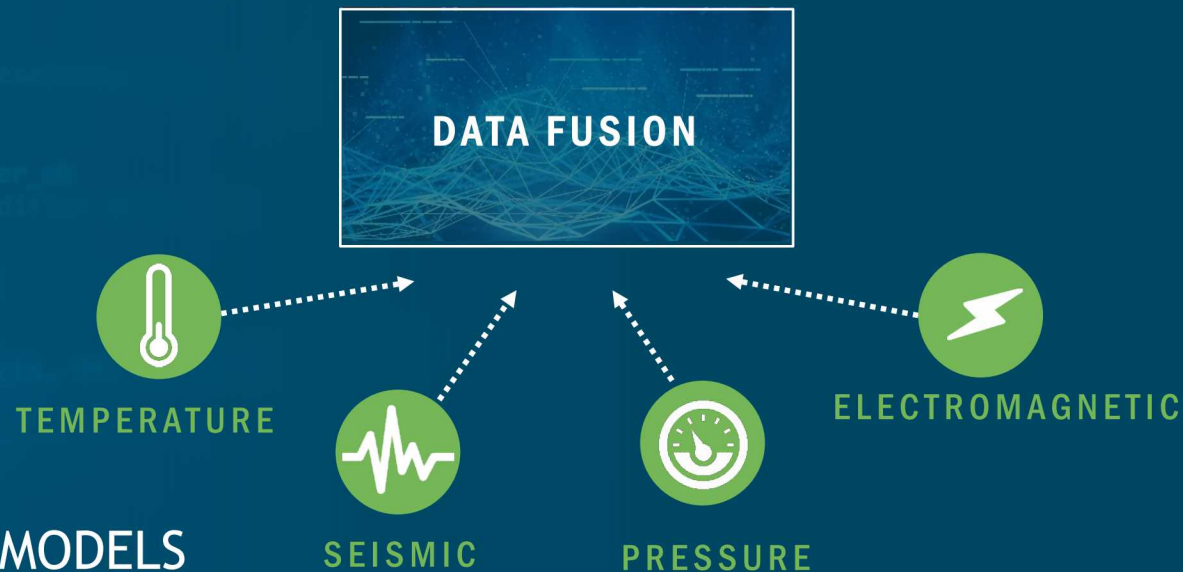 DATA FUSION
TEMPERATURE
ELECTROMAGNETIC
MODELS
SEISMIC
PRESSURE